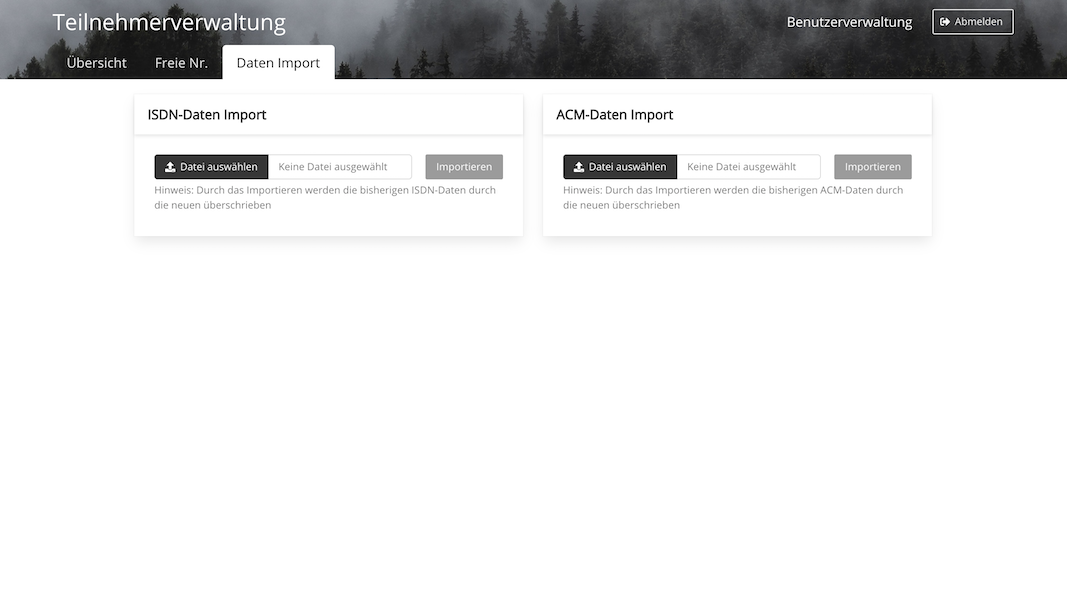 Teilnehmerverwaltung
Benutzerverwaltung
Abmelden
Übersicht
Freie Nr.
Daten Import
ISDN-Daten Import
Datei auswählen
Keine Datei ausgewählt
Importieren
Hinweis: Durch das Importieren werden die bisherigen ISDN-Daten durch
die neuen überschrieben
ACM-Daten Import
Datei auswählen
Keine Datei ausgewählt
Importieren
Hinweis: Durch das Importieren werden die bisherigen ACM-Daten durch
die neuen überschrieben